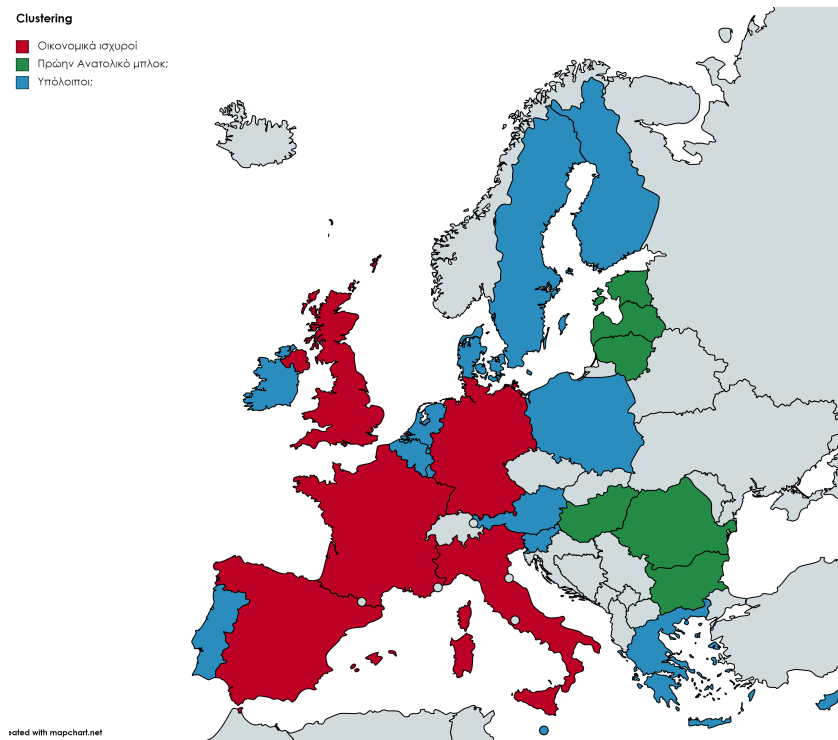 Clustering
Οικονομικά ισχυροί
Πρώην Ανατολικό μπλοκ;
Υπόλοιποι;
ated with mapchart.net